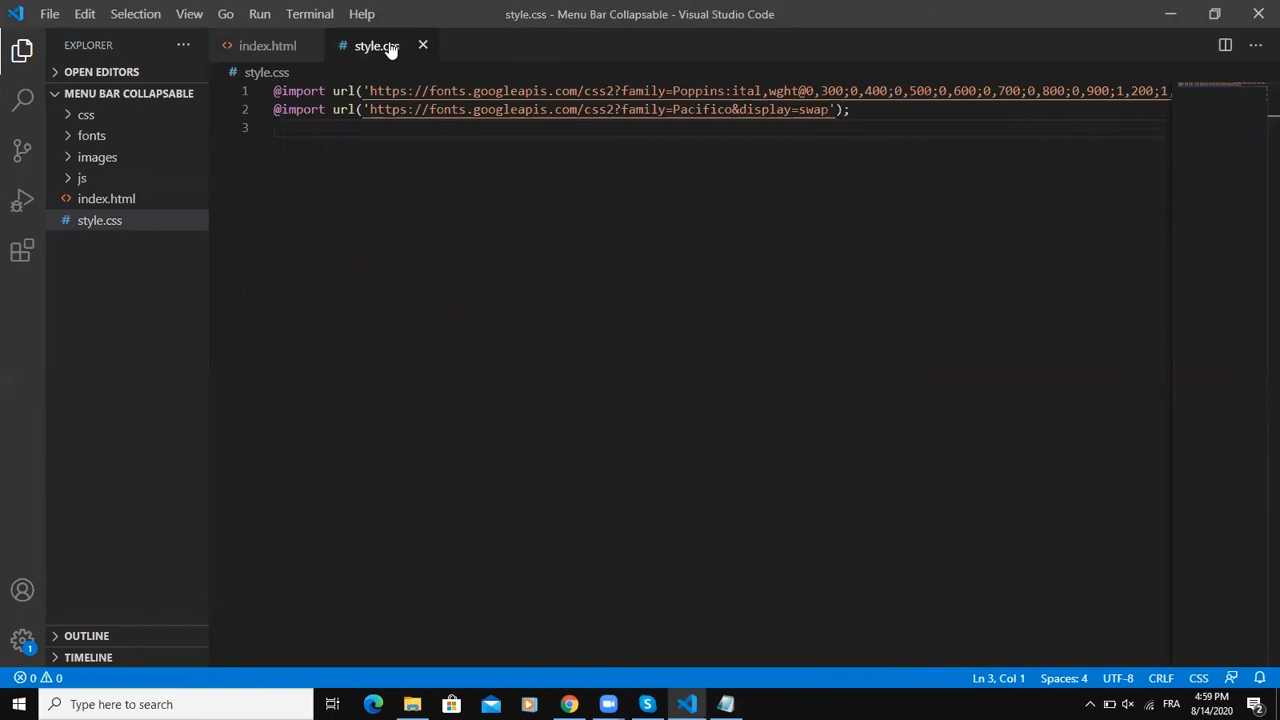 File Edit Selection View Go Run Terminal Help
style.css - Menu Bar Collapsable - Visual Studio Code
EXPLORER
index.html
style.css
OPEN EDITORS
style.css
MENU BAR COLLAPSABLE
css
fonts
images
js
index.html
style.css
1 @import url('https://fonts.googleapis.com/css2?family=Poppins:ital,wght@0,300;0,400;0,500;0,600;0,700;0,800;0,900;1,200;1,
2 @import url('https://fonts.googleapis.com/css2?family=Pacifico&display=swap');
3
OUTLINE
TIMELINE
1
0 0
Ln 3, Col 1 Spaces: 4 UTF-8 CRLF CSS
Type here to search
FRA
4:59 PM
8/14/2020
2